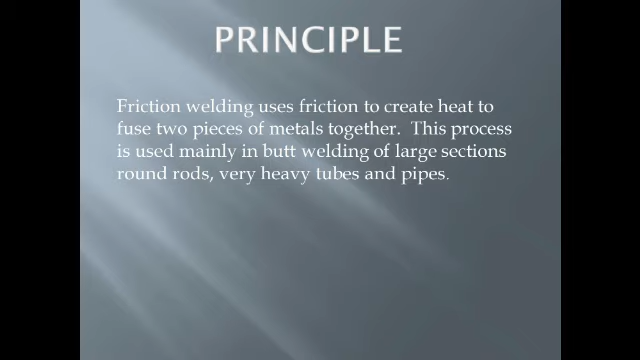 PRINCIPLE
Friction welding uses friction to create heat to
fuse two pieces of metals together.  This process
is used mainly in butt welding of large sections
round rods, very heavy tubes and pipes.